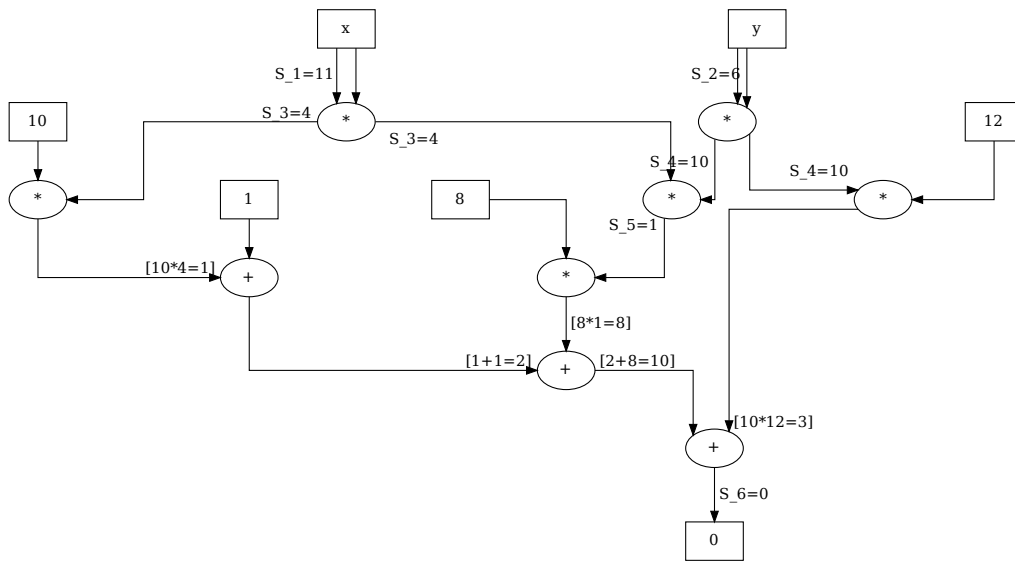 x
y
S_1=11
S_2=6
10
S_3=4
*
S_3=4
*
12
S_4=10
S_4=10
*
1
8
*
*
S_5=1
[10*4=1]
+
*
[8*1=8]
[1+1=2]
+
[2+8=10]
[10*12=3]
+
S_6=0
0